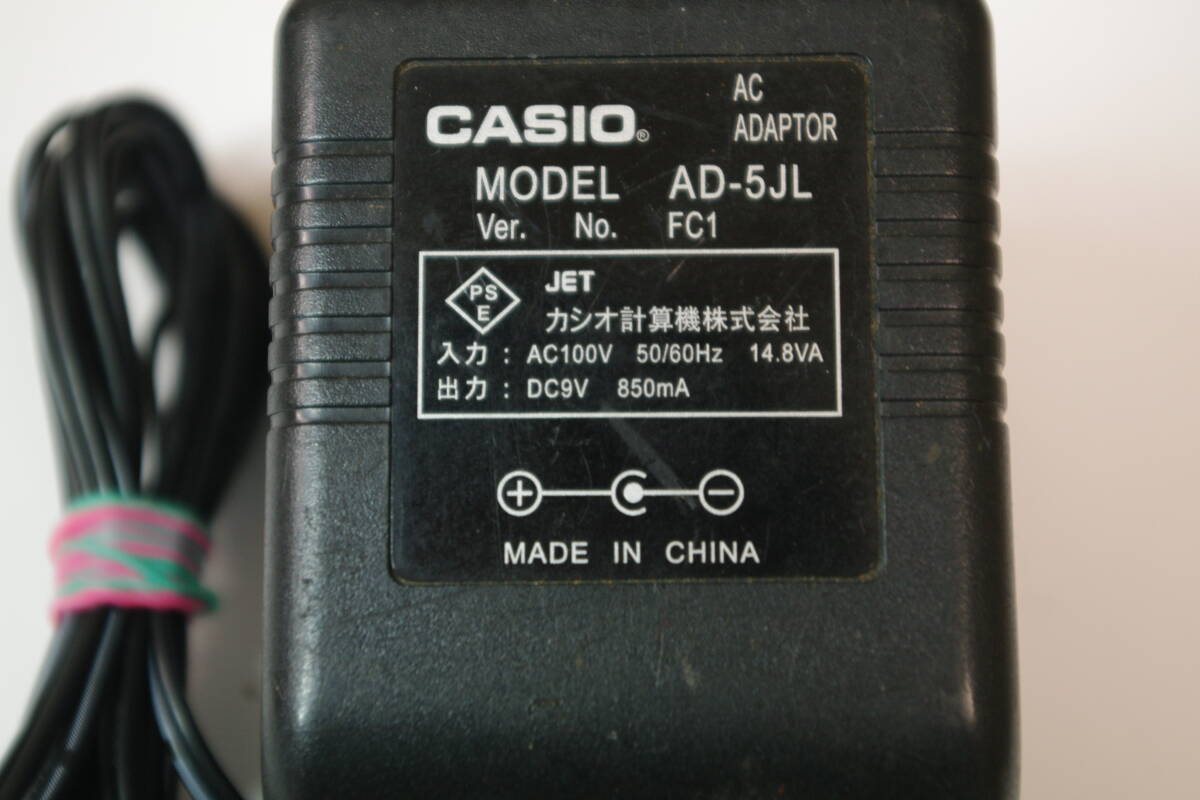 CASIO®
AC
ADAPTOR
MODEL AD-5JL
Ver. No. FC1
PS
E
JET
カシオ計算機株式会社
入力 : AC100V 50/60Hz 14.8VA
出力 : DC9V 850mA
+ −
MADE IN CHINA